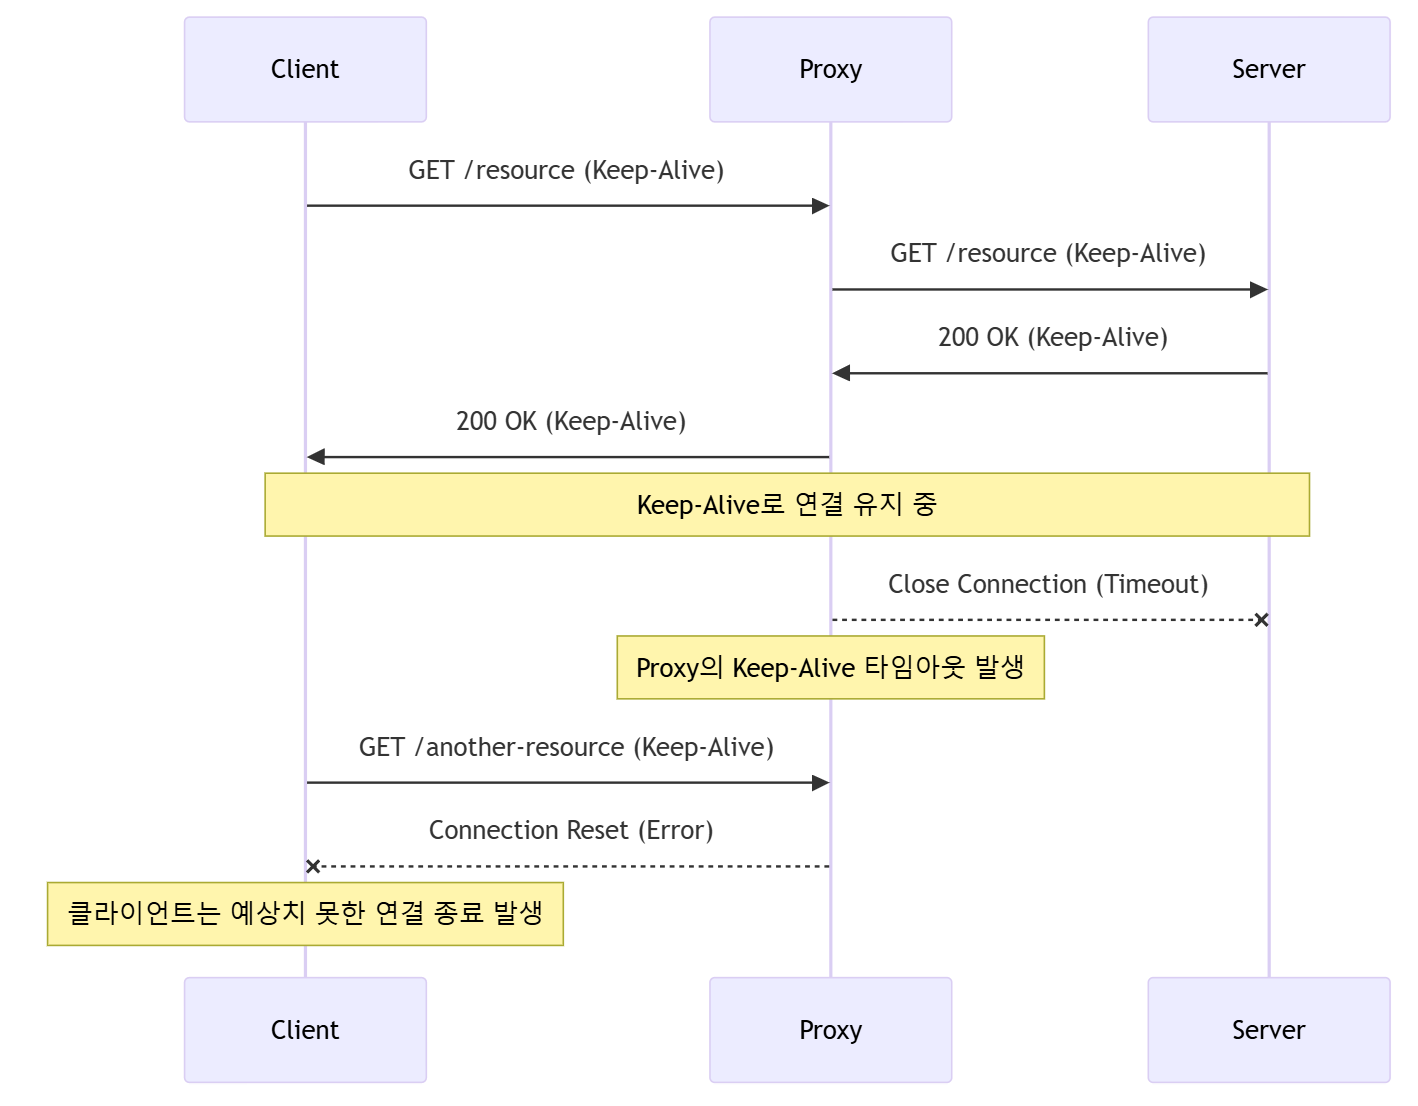 Client
Proxy
Server
GET /resource (Keep-Alive)
GET /resource (Keep-Alive)
200 OK (Keep-Alive)
200 OK (Keep-Alive)
Keep-Alive로 연결 유지 중
Close Connection (Timeout)
Proxy의 Keep-Alive 타임아웃 발생
GET /another-resource (Keep-Alive)
Connection Reset (Error)
클라이언트는 예상치 못한 연결 종료 발생
Client
Proxy
Server